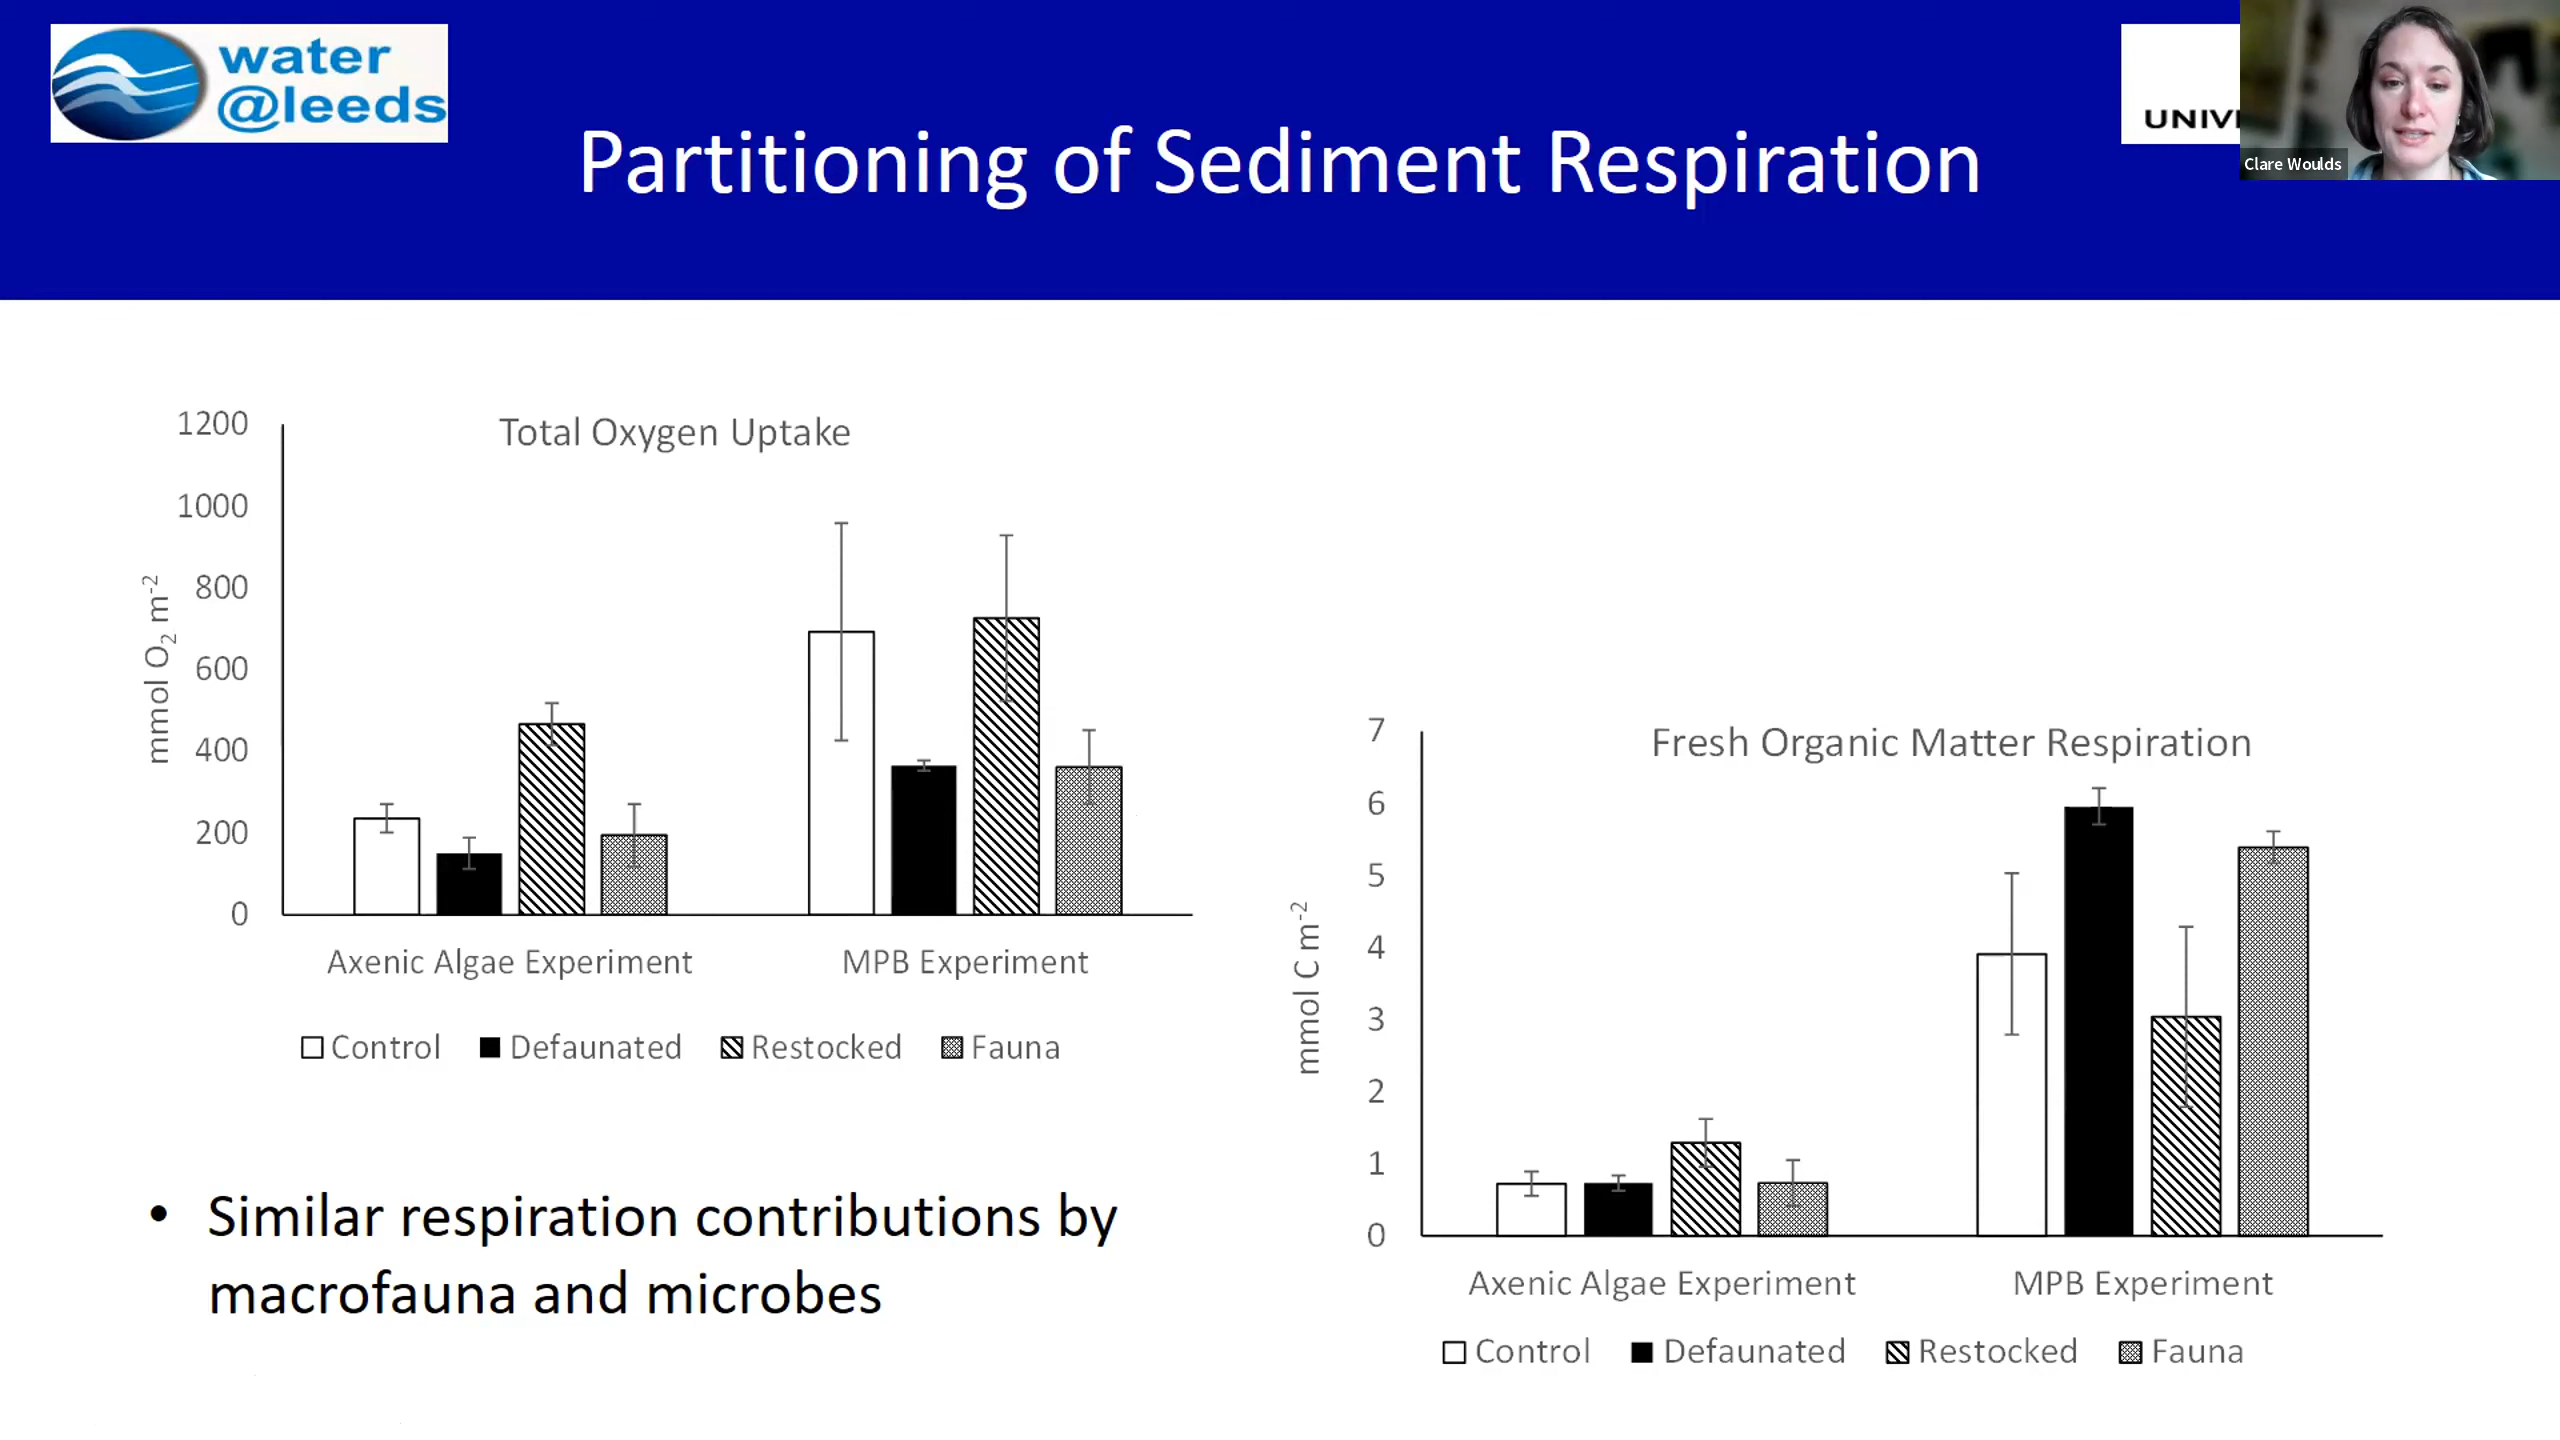 water
@leeds
Partitioning of Sediment Respiration
UNIV
Clare Woulds
Total Oxygen Uptake
1200
1000
800
600
400
200
0
mmol O₂ m⁻²
Axenic Algae Experiment
MPB Experiment
Control Defaunated Restocked Fauna
Fresh Organic Matter Respiration
7
6
5
4
3
2
1
0
mmol C m⁻²
Axenic Algae Experiment
MPB Experiment
Control Defaunated Restocked Fauna
• Similar respiration contributions by
macrofauna and microbes